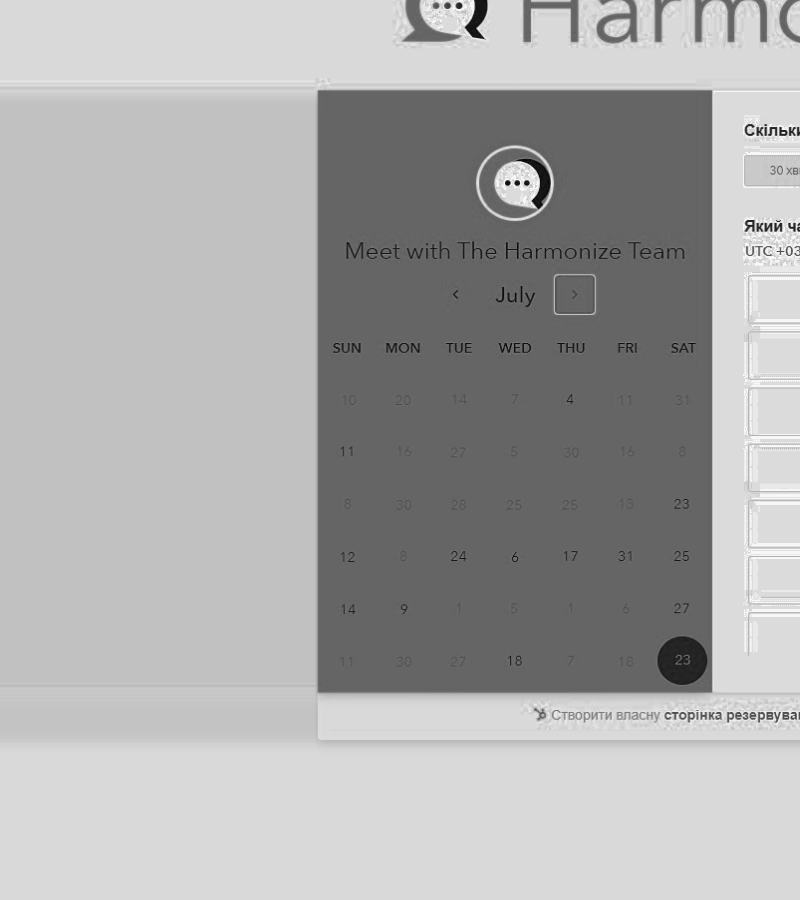 Harmo
Meet with The Harmonize Team
July
SUN MON TUE WED THU FRI SAT
10 20 14 7 4 11 31
11 16 27 5 30 16 8
8 30 28 25 25 13 23
12 8 24 6 17 31 25
14 9 1 5 1 6 27
11 30 27 18 7 18 23
Скільки
30 хви
Який ча
UTC +03
Створити власну сторінка резервува